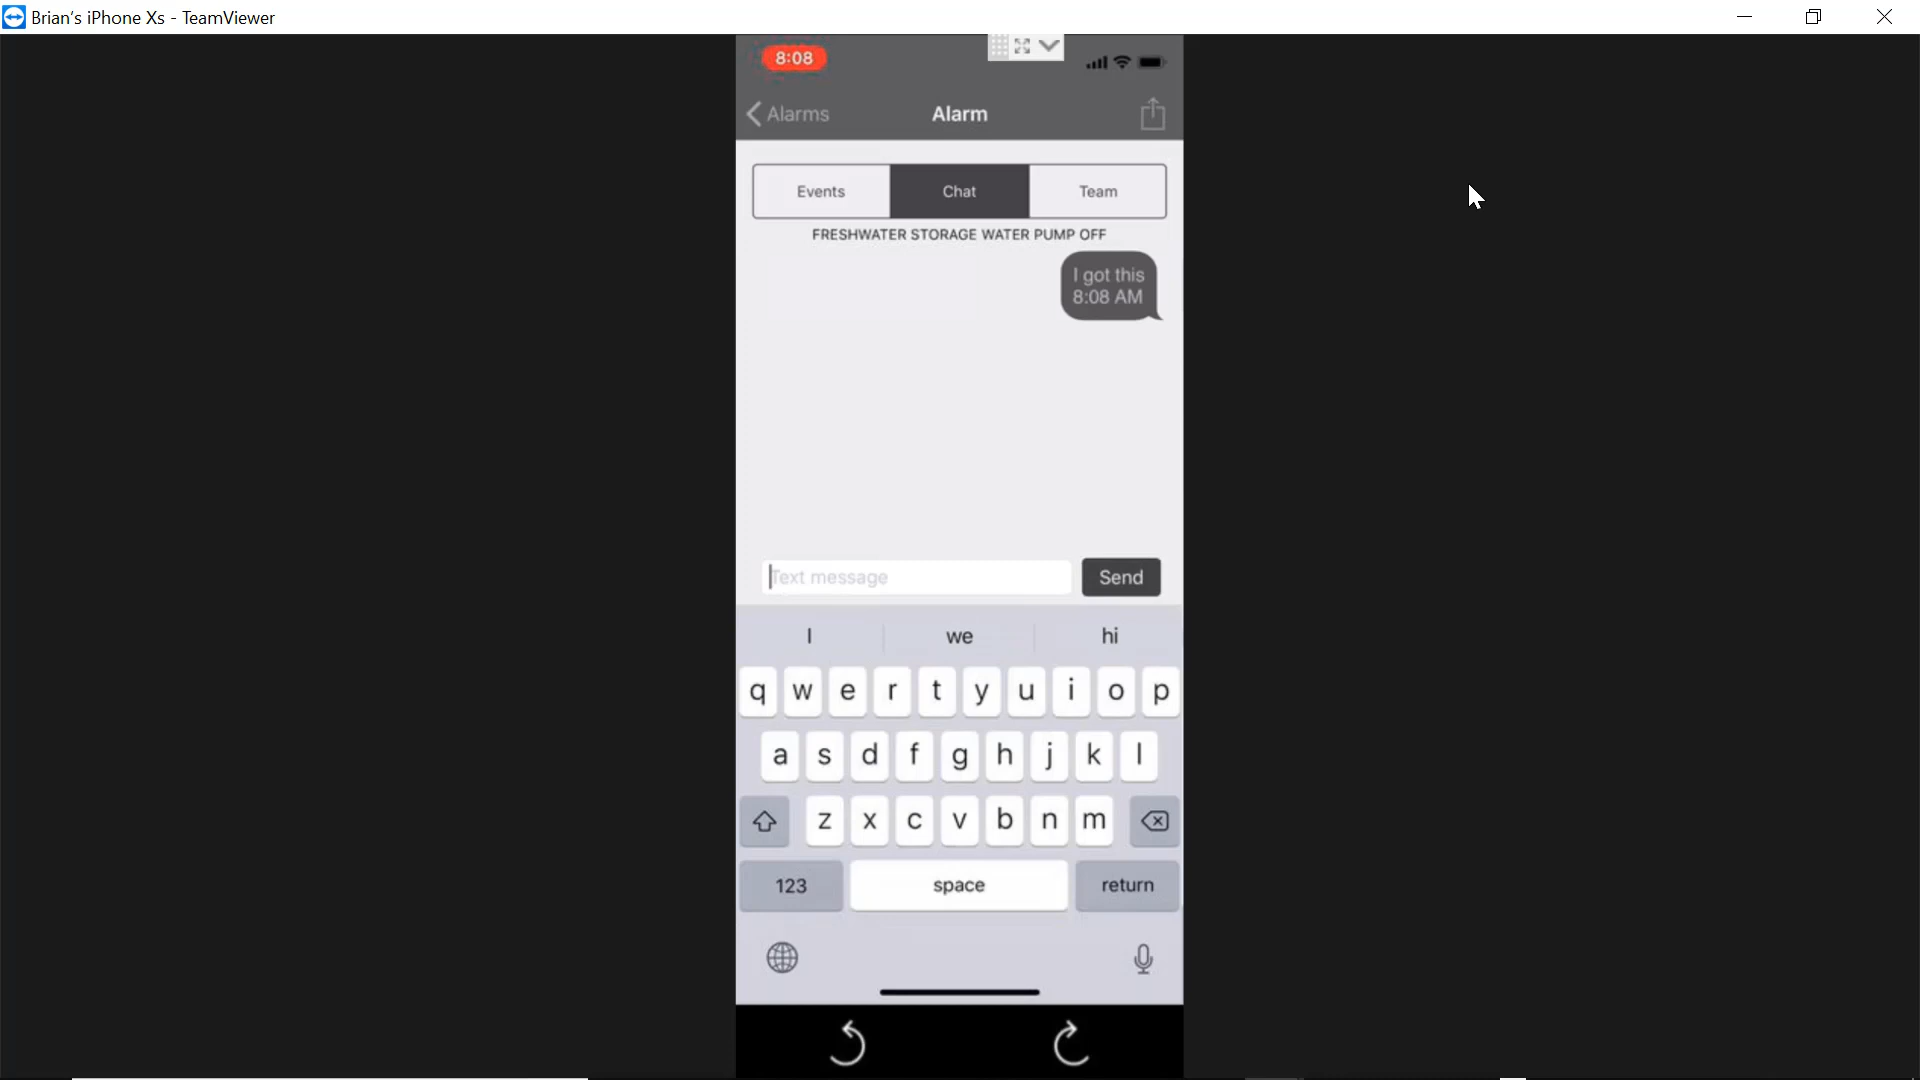 Brian's iPhone Xs - TeamViewer
8:08
Alarms
Alarm
Events
Chat
Team
FRESHWATER STORAGE WATER PUMP OFF
I got this
8:08 AM
Text message
Send
I we hi
q w e r t y u i o p
a s d f g h j k l
z x c v b n m
123 space return